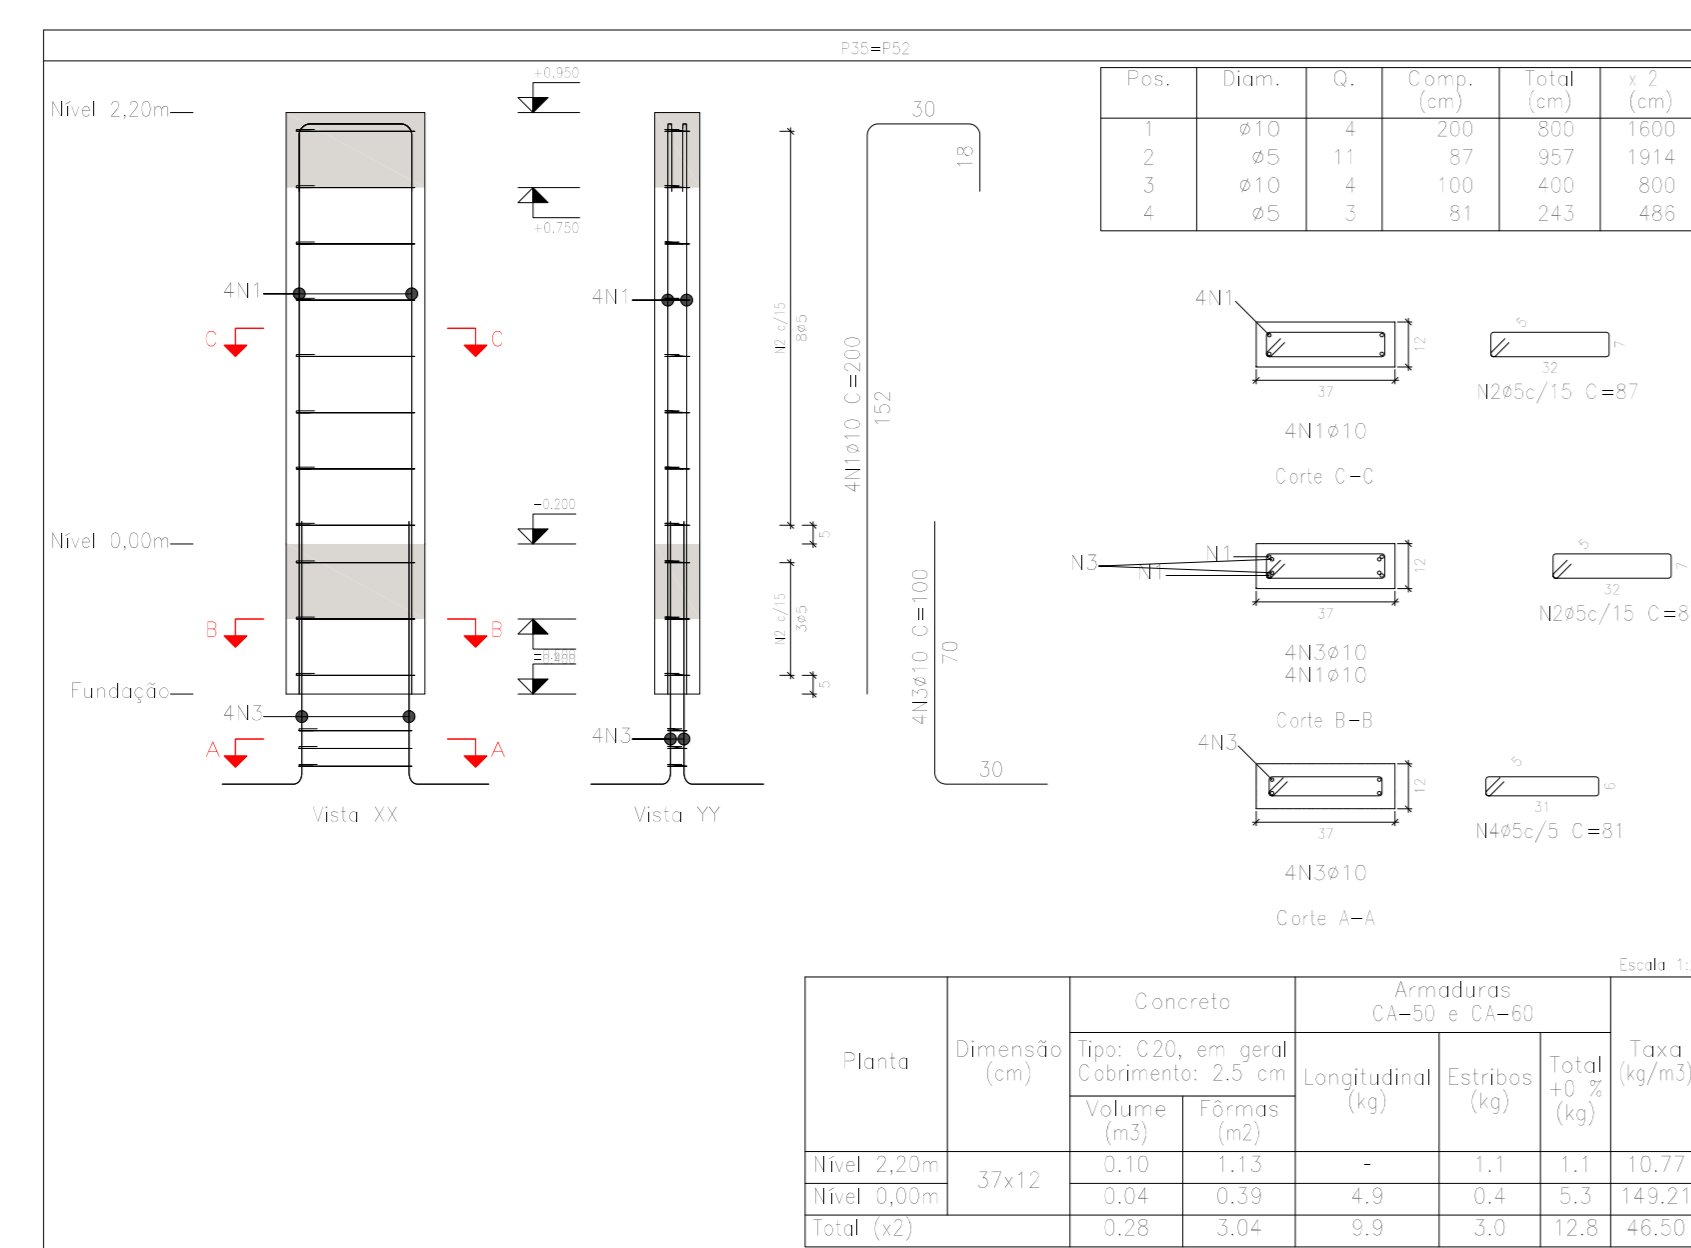 P35=P52
Nível 2,20m
+0.950
+0.750
4N1
C C
Nível 0,00m
-0.200
B B
Fundação
4N3
A A
Vista XX
4N1
4N3
Vista YY
N2 c/15
8ø5
5
N2 c/15
3ø5
5
30
18
4N1ø10 C=200
152
4N3ø10 C=100
70
30
Pos. Diam. Q. Comp. (cm) Total (cm) x 2 (cm)
1 ø10 4 200 800 1600
2 ø5 11 87 957 1914
3 ø10 4 100 400 800
4 ø5 3 81 243 486
4N1
12
37
4N1ø10
Corte C-C
5
7
32
N2ø5c/15 C=87
N3
N1
N1
12
37
4N3ø10
4N1ø10
Corte B-B
5
7
32
N2ø5c/15 C=8
4N3
12
37
4N3ø10
Corte A-A
5
6
31
N4ø5c/5 C=81
Escala 1:
Planta
Dimensão
(cm)
Concreto
Tipo: C20, em geral
Cobrimento: 2.5 cm
Volume
(m3)
Fôrmas
(m2)
Armaduras
CA-50 e CA-60
Longitudinal
(kg)
Estribos
(kg)
Total
+0 %
(kg)
Taxa
(kg/m3)
Nível 2,20m 37x12 0.10 1.13 - 1.1 1.1 10.77
Nível 0,00m 0.04 0.39 4.9 0.4 5.3 149.21
Total (x2) 0.28 3.04 9.9 3.0 12.8 46.50